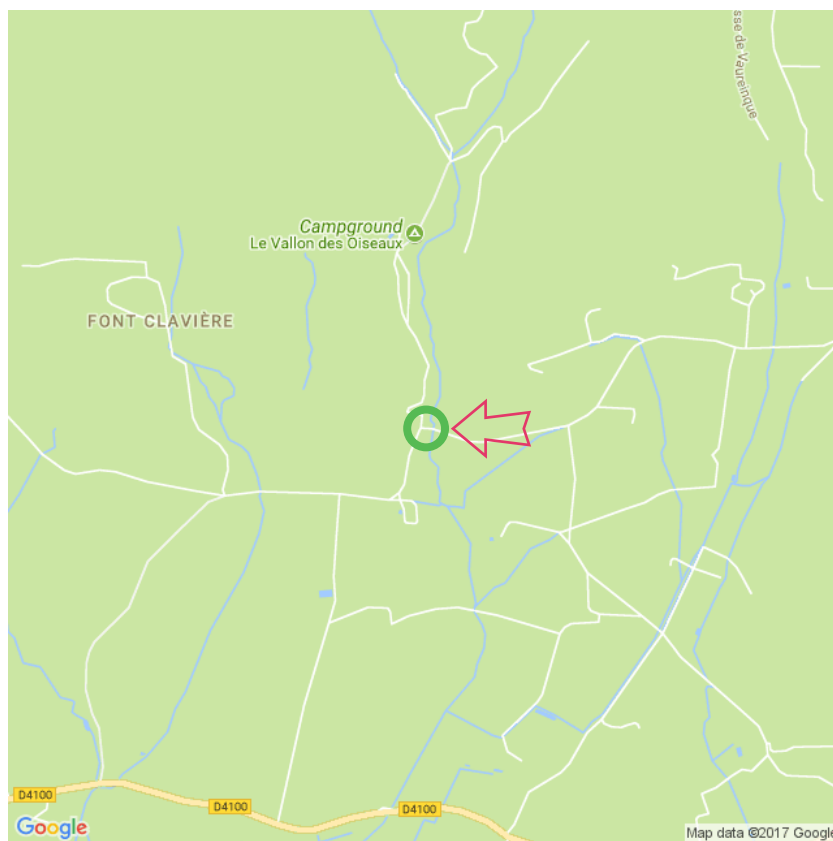 sse de Vaureinque
Campground
Le Vallon des Oiseaux
FONT CLAVIÈRE
D4100
D4100
D4100
Google
Map data ©2017 Google